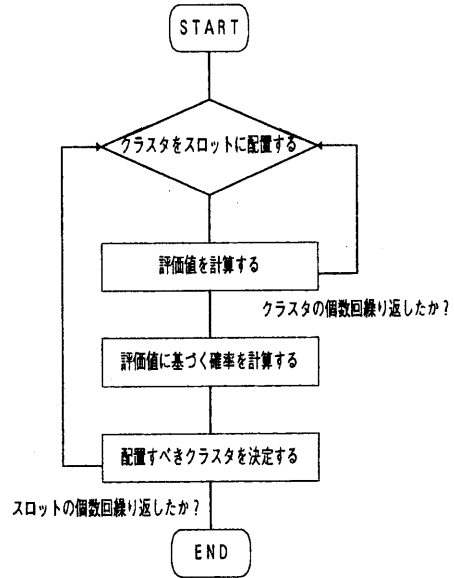 START
クラスタをスロットに配置する
評価値を計算する
クラスタの個数回繰り返したか?
評価値に基づく確率を計算する
配置すべきクラスタを決定する
スロットの個数回繰り返したか?
END